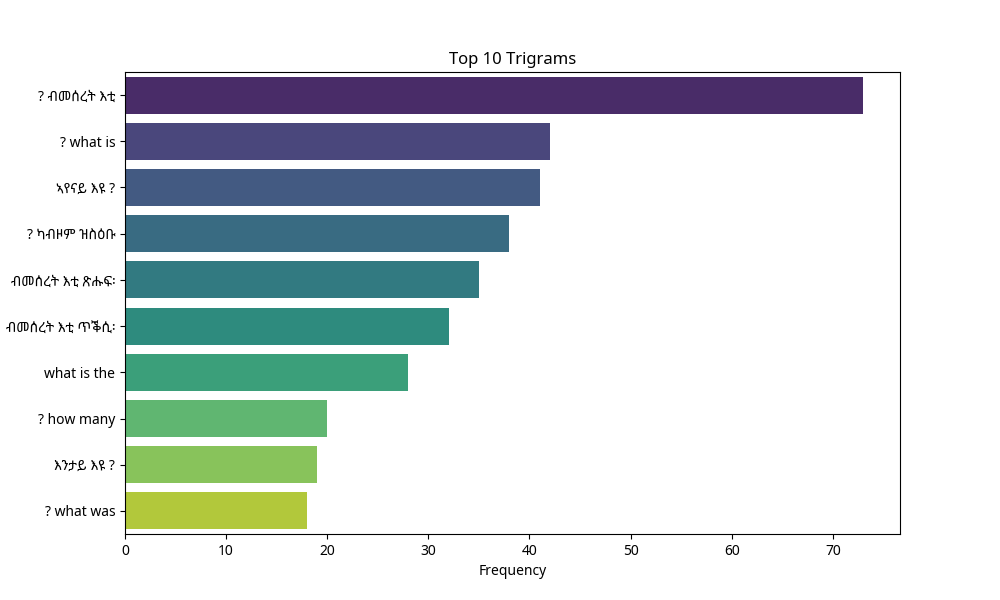 Top 10 Trigrams
? ብመሰረት እቲ
? what is
ኣየናይ እዩ ?
? ካብዞም ዝስዕቡ
ብመሰረት እቲ ጽሑፍ፡
ብመሰረት እቲ ጥቕሲ፡
what is the
? how many
እንታይ እዩ ?
? what was
0 10 20 30 40 50 60 70
Frequency